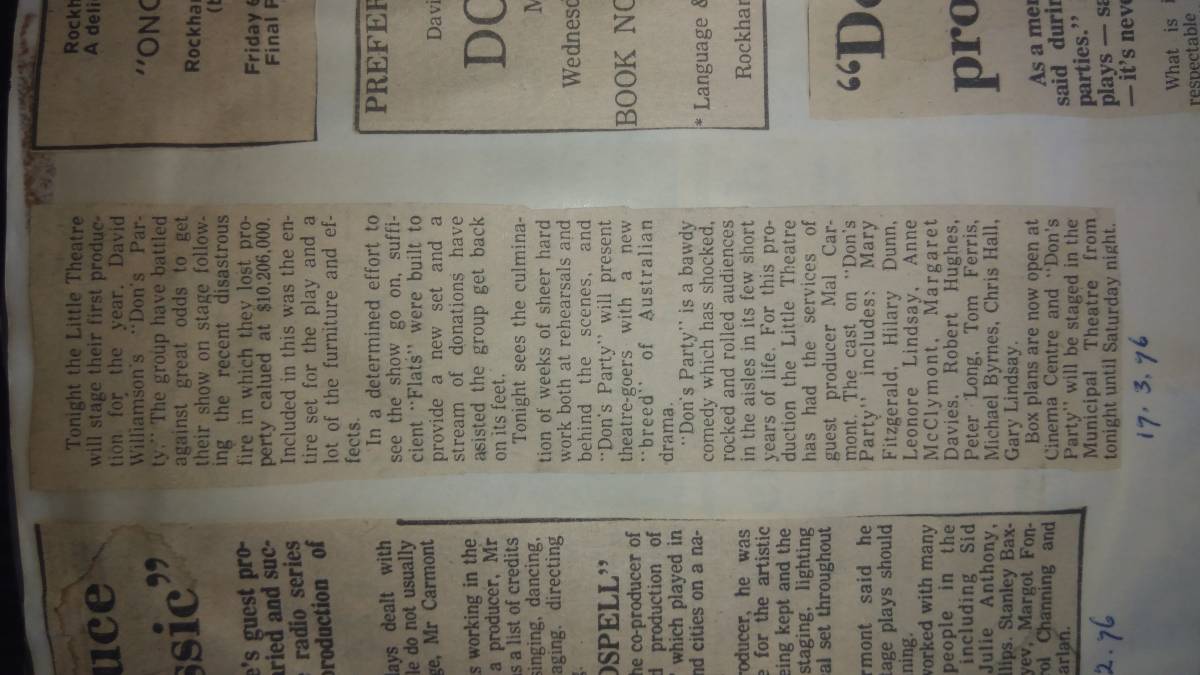 uce
ssic"
e's guest pro-
aried and suc-
radio series
production of
lays dealt with
le do not usually
ge, Mr Carmont
s working in the
a producer, Mr
as a list of credits
singing, dancing,
aging, directing
OSPELL"
he co-producer of
d production of
' which played in
nd cities on a na-
roducer, he was
e for the artistic
eing kept and the
staging, lighting
al set throughout
rmont said he
tage plays should
ming.
worked with many
people in the
including Sid
Julie Anthony,
llips, Stanley Bax-
yev, Margot Fon-
rol Channing and
arlan.
2.76
Tonight the Little Theatre
will stage their first produc-
tion for the year, David
Williamson's "Don's Par-
ty." The group have battled
against great odds to get
their show on stage follow-
ing the recent disastrous
fire in which they lost pro-
perty calued at $10.206,000.
Included in this was the en-
tire set for the play and a
lot of the furniture and ef-
fects.
In a determined effort to
see the show go on, suffi-
cient "Flats" were built to
provide a new set and a
stream of donations have
asisted the group get back
on its feet.
Tonight sees the culmina-
tion of weeks of sheer hard
work both at rehearsals and
behind the scenes, and
"Don's Party" will present
theatre-goers with a new
"breed" of Australian
drama.
"Don's Party" is a bawdy
comedy which has shocked,
rocked and rolled audiences
in the aisles in its few short
years of life. For this pro-
duction the Little Theatre
has had the services of
guest producer Mal Car-
mont. The cast on "Don's
Party" includes: Mary
Fitzgerald, Hilary Dunn,
Leonore Lindsay, Anne
McClymont, Margaret
Davies, Robert Hughes,
Peter Long, Tom Ferris,
Michael Byrnes, Chris Hall,
Gary Lindsay.
Box plans are now open at
Cinema Centre and "Don's
Party" will be staged in the
Municipal Theatre from
tonight until Saturday night.
17.3.76
Rockh
A deli
"ONC
Rockhar
(b
Friday 6
Final P
PREFER
Davi
DO
M
Wednesd
BOOK NO
* Language &
Rockhar
"Do
pro
As a mer
said durin
parties."
plays — sa
— it's neve
What is i
respectable